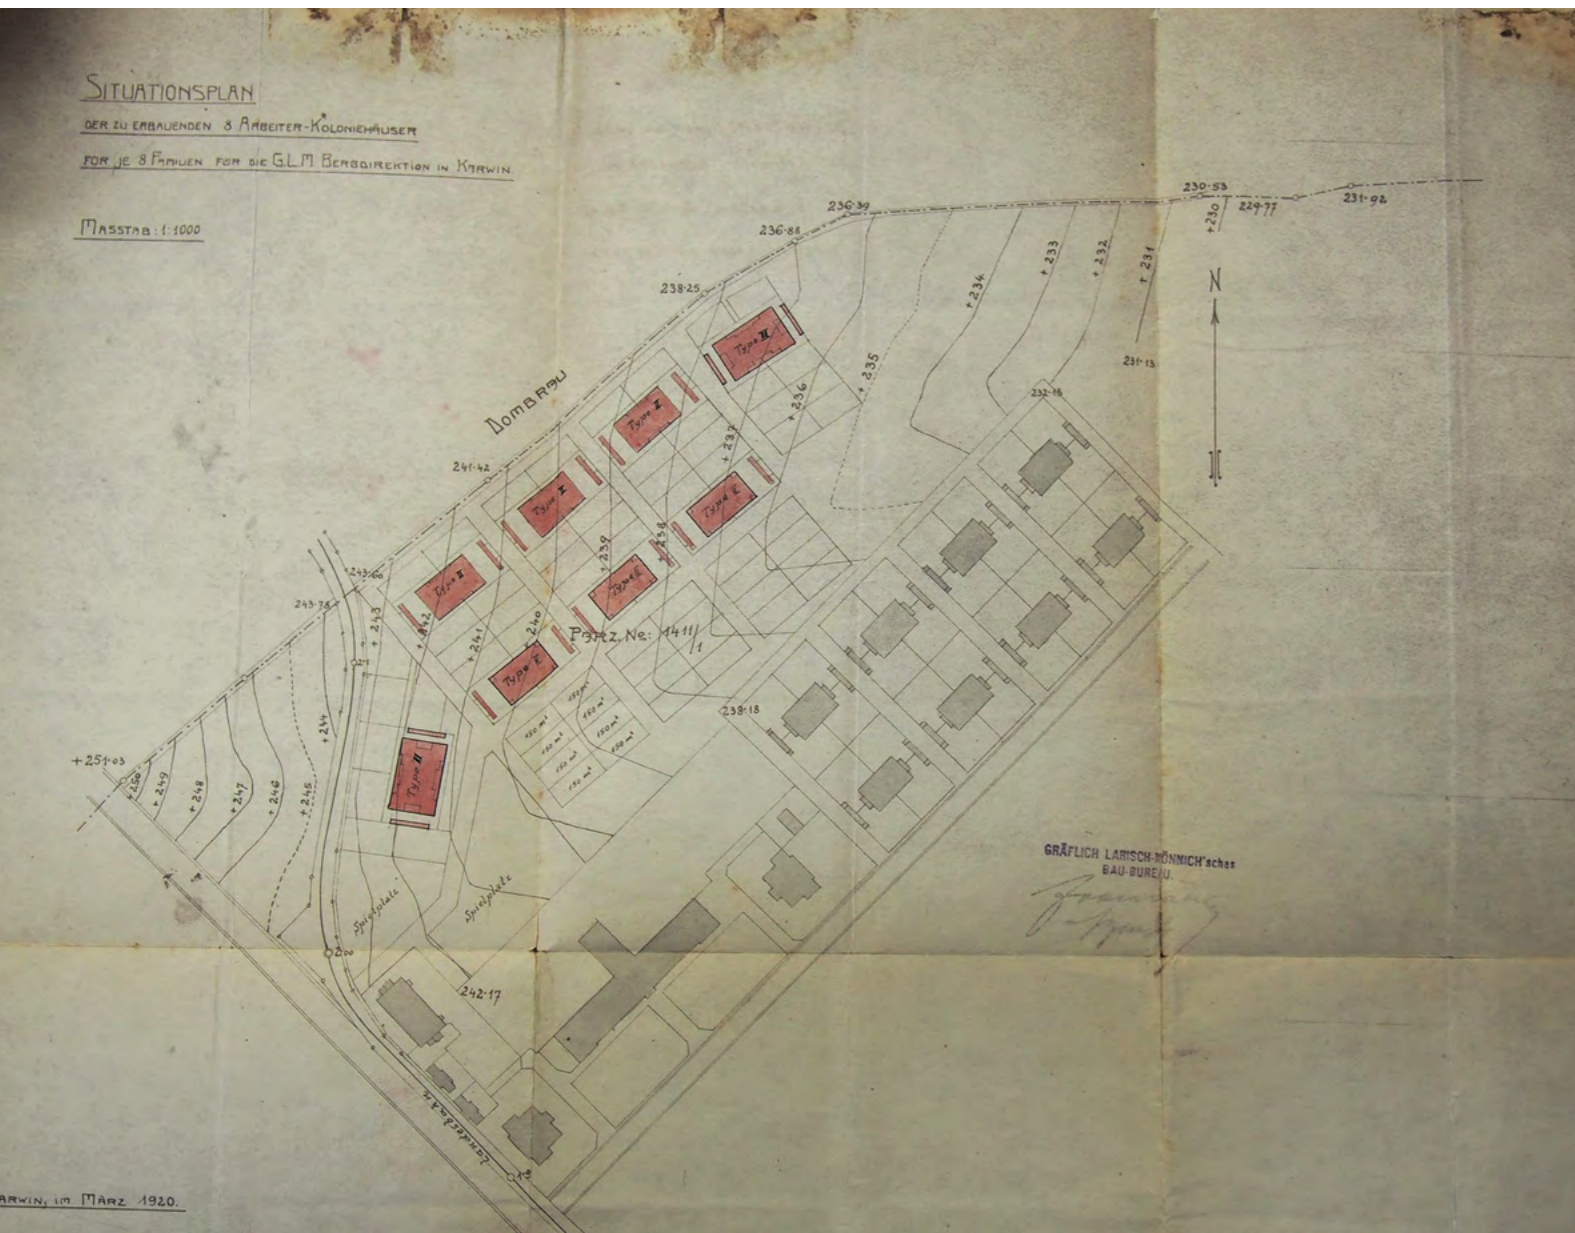 SITUATIONSPLAN
DER ZU ERBAUENDEN 8 ARBEITER-KOLONIEHÄUSER
FÜR JE 8 FAMILIEN FÜR DIE G.L.M. BERGDIREKTION IN KARWIN.
MASSTAB: 1:1000
230·53
229·77
231·92
236·39
+230
236·88
238·25
+233
+232
+231
+234
N
Type II
+235
231·13
232·18
+236
Type I
DOMBRAU
+237
241·42
Type I
Type I
+238
+239
243·60
243·78
Type II
Type I
+243
+242
+241
+240
PARZ. No: 1411/1
Type I
150 m²
150 m²
150 m²
150 m²
150 m²
150 m²
150 m²
150 m²
238·18
+244
+251·03
+250
+249
+248
+247
+246
+245
Type II
Spielplatz
Spielplatz
GRÄFLICH LARISCH-MÖNNICH'sches
BAU-BUREAU.
242·17
Landesbahn
ARWIN, IM MÄRZ 1920.